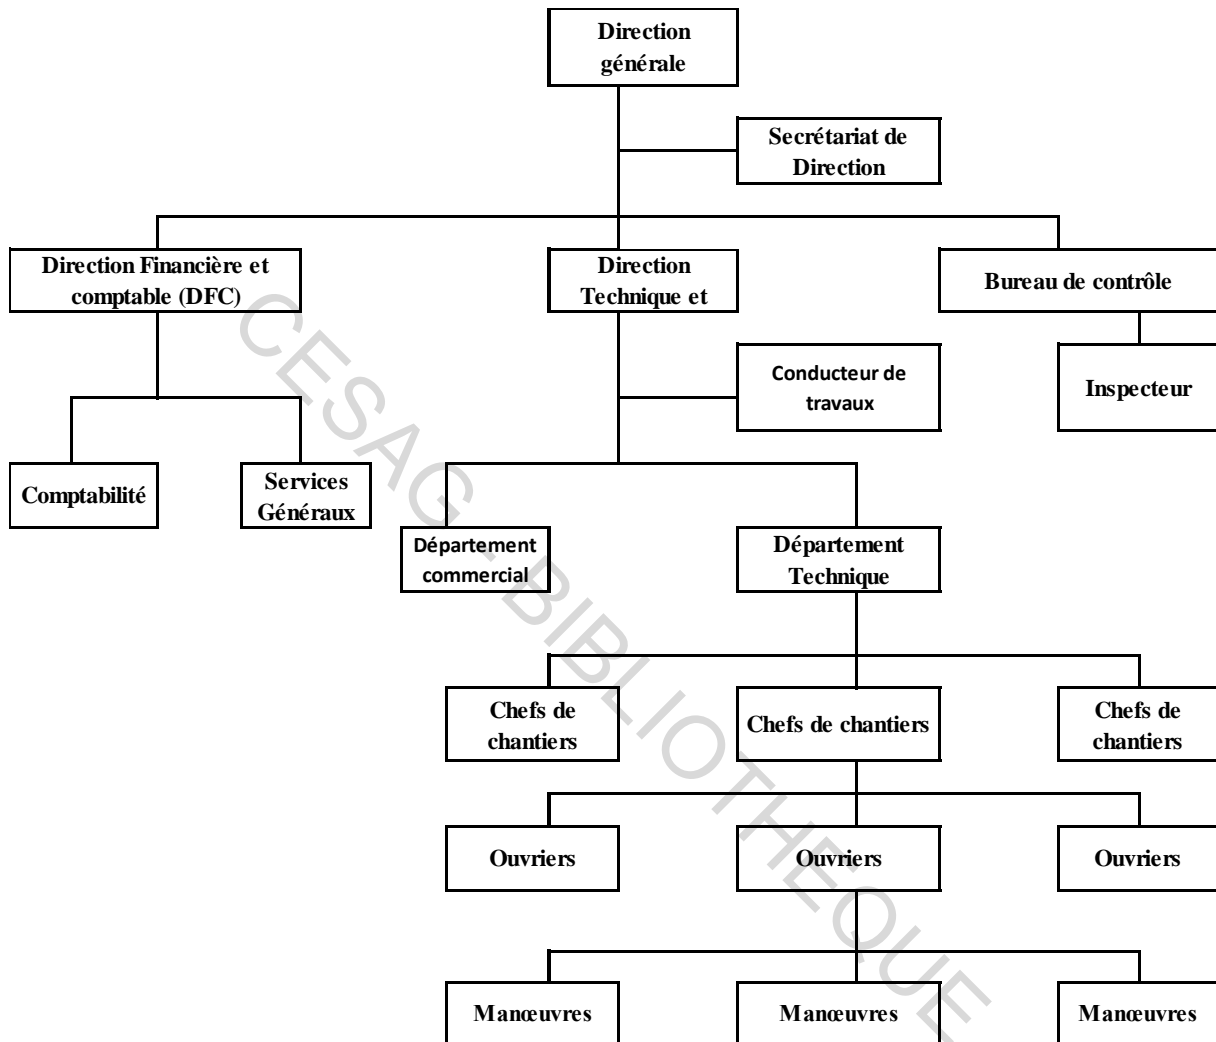 Direction
générale
Secrétariat de
Direction
Direction Financière et
comptable (DFC)
Direction
Technique et
Bureau de contrôle
Conducteur de
travaux
Inspecteur
Comptabilité
Services
Généraux
Département
commercial
Département
Technique
Chefs de
chantiers
Chefs de chantiers
Chefs de
chantiers
Ouvriers
Ouvriers
Ouvriers
Manœuvres
Manœuvres
Manœuvres
CESAG - BIBLIOTHEQUE